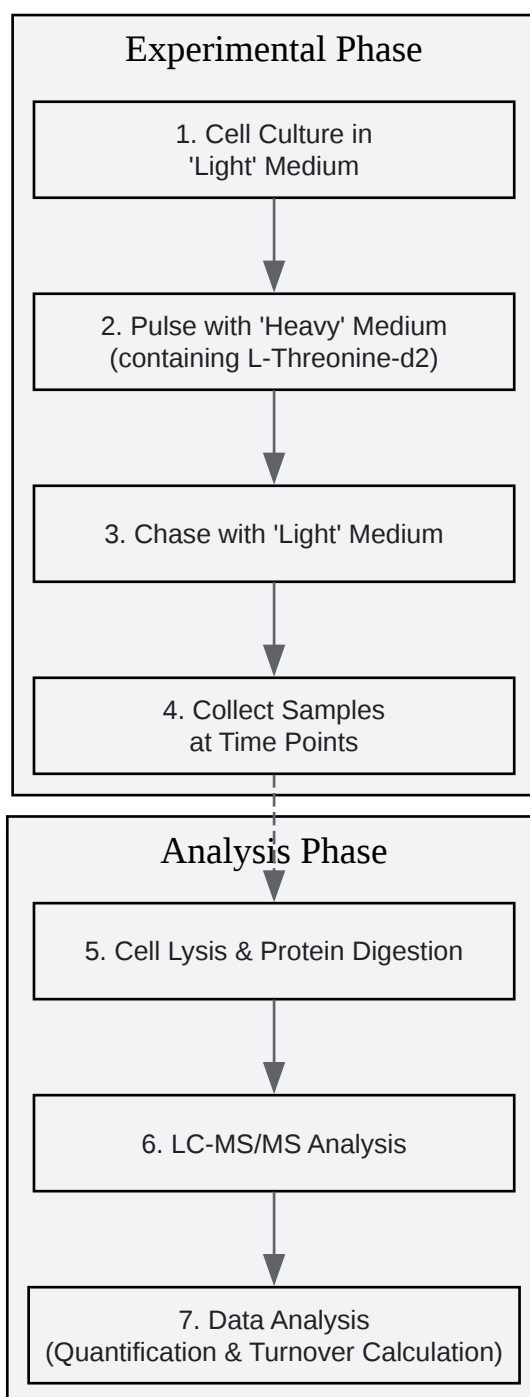 Experimental Phase
1. Cell Culture in
'Light' Medium
2. Pulse with 'Heavy' Medium
(containing L-Threonine-d2)
3. Chase with 'Light' Medium
4. Collect Samples
at Time Points
Analysis Phase
5. Cell Lysis & Protein Digestion
6. LC-MS/MS Analysis
7. Data Analysis
(Quantification & Turnover Calculation)